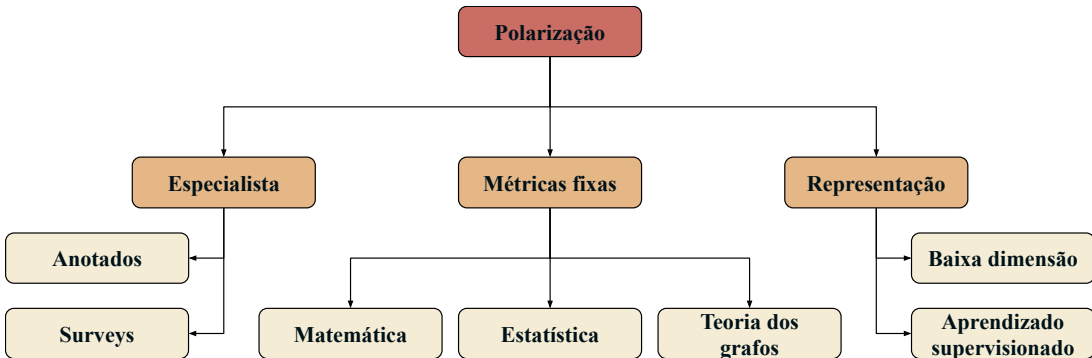 Polarização
Especialista
Métricas fixas
Representação
Anotados
Baixa dimensão
Surveys
Matemática
Estatística
Teoria dos
grafos
Aprendizado
supervisionado